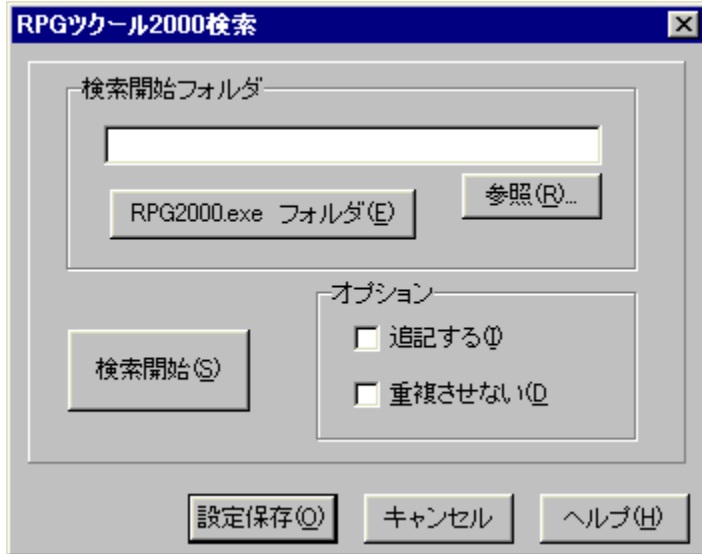 RPGツクール2000検索
検索開始フォルダ
RPG2000.exe フォルダ(E)
参照(R)...
オプション
追記する(I)
重複させない(D
検索開始(S)
設定保存(O)
キャンセル
ヘルプ(H)